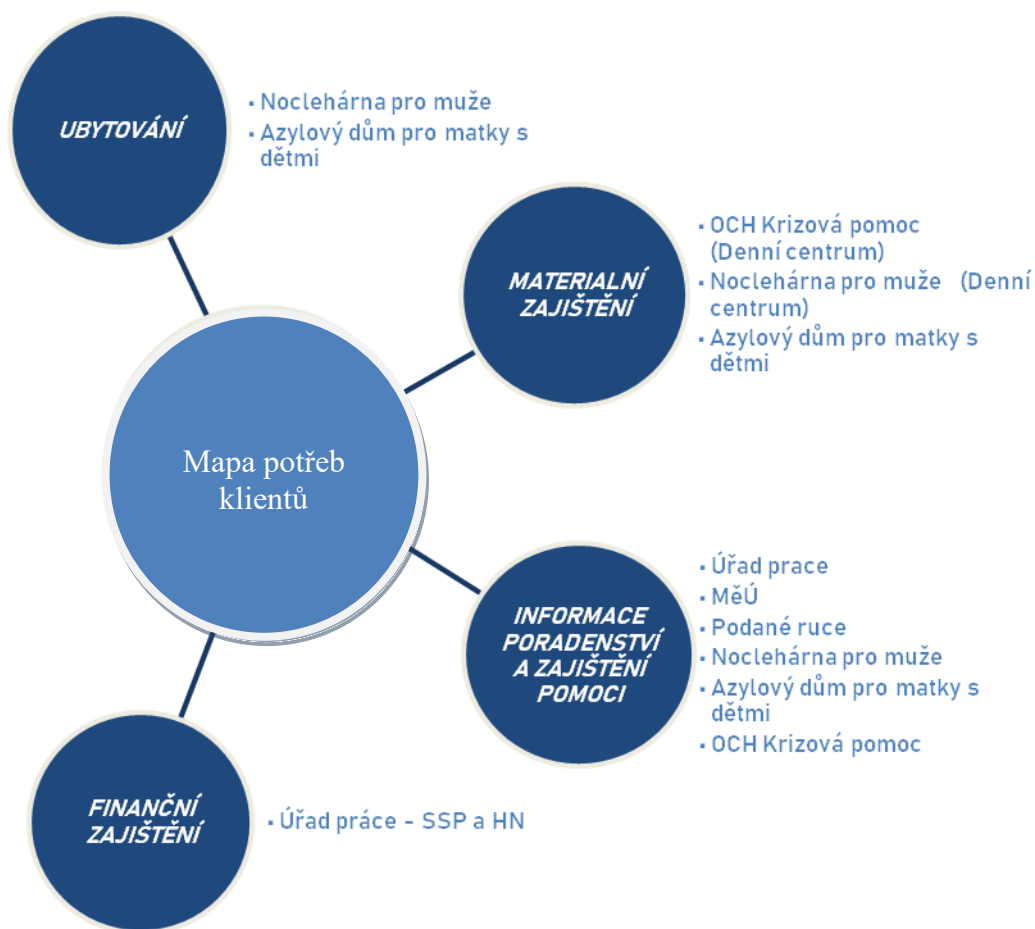 UBYTOVÁNÍ
▪ Noclehárna pro muže
▪ Azylový dům pro matky s
dětmi
MATERIALNÍ
ZAJIŠTĚNÍ
▪ OCH Krizová pomoc
(Denní centrum)
▪ Noclehárna pro muže (Denní
centrum)
▪ Azylový dům pro matky s
dětmi
Mapa potřeb
klientů
INFORMACE
PORADENSTVÍ
A ZAJIŠTĚNÍ
POMOCI
▪ Úřad prace
▪ MěÚ
▪ Podané ruce
▪ Noclehárna pro muže
▪ Azylový dům pro matky s
dětmi
▪ OCH Krizová pomoc
FINANČNÍ
ZAJIŠTĚNÍ
▪ Úřad práce - SSP a HN